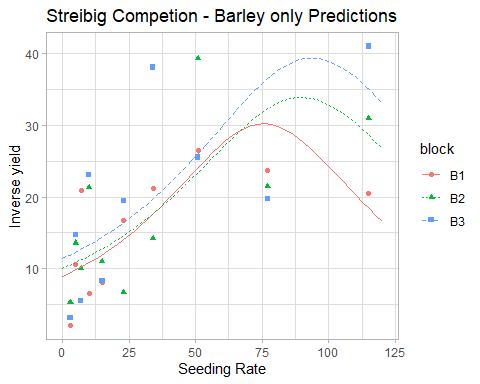 Streibig Competion - Barley only Predictions
Inverse yield
40
30
20
10
0
25
50
75
100
125
Seeding Rate
block
B1
B2
B3